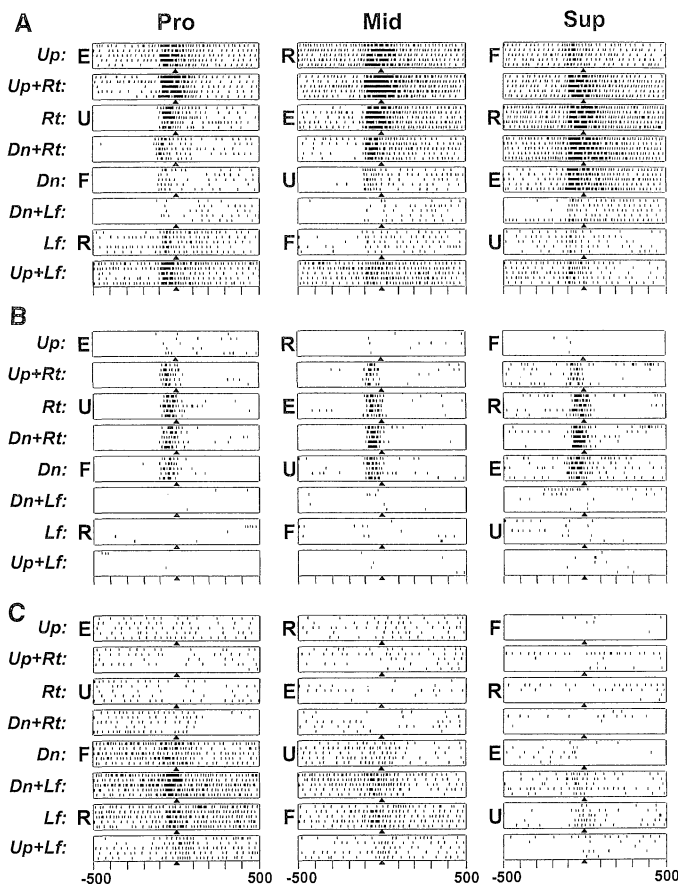 A Pro Mid Sup
Up: E R F
Up+Rt:
Rt: U E R
Dn+Rt:
Dn: F U E
Dn+Lf:
Lf: R F U
Up+Lf:
B
Up: E R F
Up+Rt:
Rt: U E R
Dn+Rt:
Dn: F U E
Dn+Lf:
Lf: R F U
Up+Lf:
C
Up: E R F
Up+Rt:
Rt: U E R
Dn+Rt:
Dn: F U E
Dn+Lf:
Lf: R F U
Up+Lf:
-500 500 -500 500 -500 500